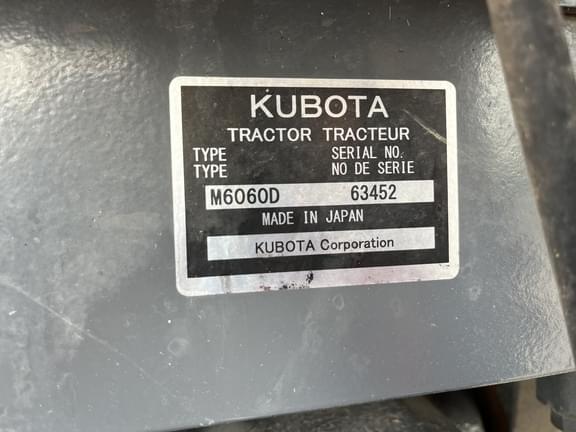 KUBOTA
TRACTOR TRACTEUR
TYPE SERIAL NO.
TYPE NO DE SERIE
M6060D 63452
MADE IN JAPAN
KUBOTA Corporation